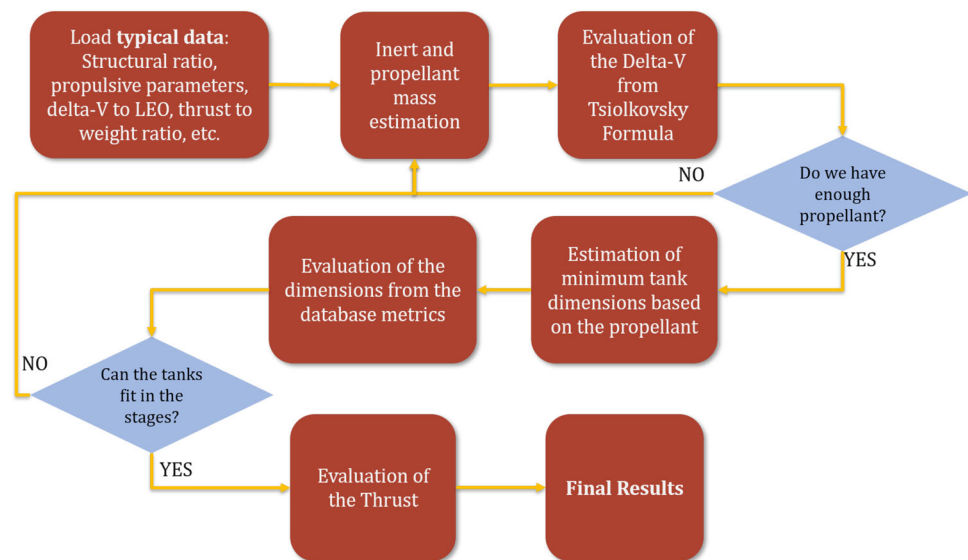 Load typical data:
Structural ratio,
propulsive parameters,
delta-V to LEO, thrust to
weight ratio, etc.
Inert and
propellant
mass
estimation
Evaluation of
the Delta-V
from
Tsiolkovsky
Formula
Do we have
enough
propellant?
NO
YES
Estimation of
minimum tank
dimensions based
on the propellant
Evaluation of the
dimensions from the
database metrics
Can the tanks
fit in the
stages?
NO
YES
Evaluation of
the Thrust
Final Results